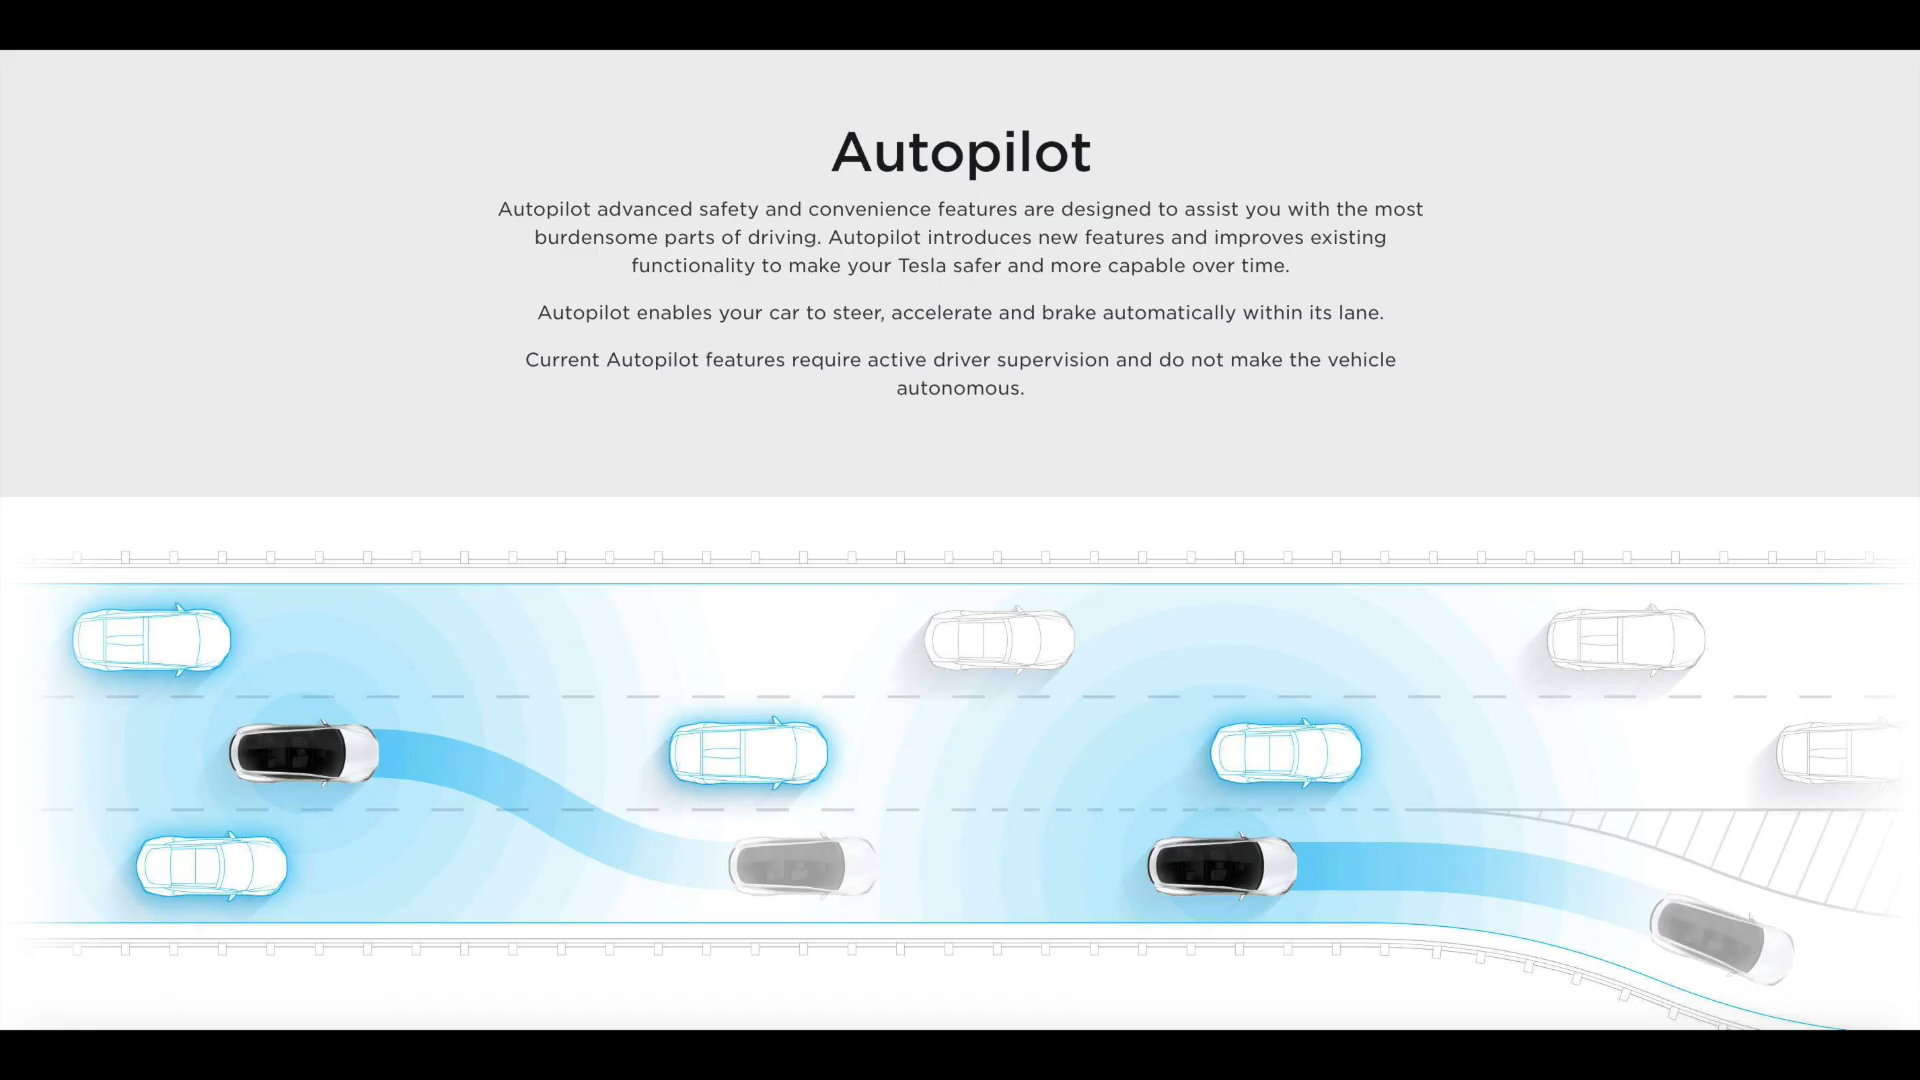 Autopilot
Autopilot advanced safety and convenience features are designed to assist you with the most
burdensome parts of driving. Autopilot introduces new features and improves existing
functionality to make your Tesla safer and more capable over time.
Autopilot enables your car to steer, accelerate and brake automatically within its lane.
Current Autopilot features require active driver supervision and do not make the vehicle
autonomous.